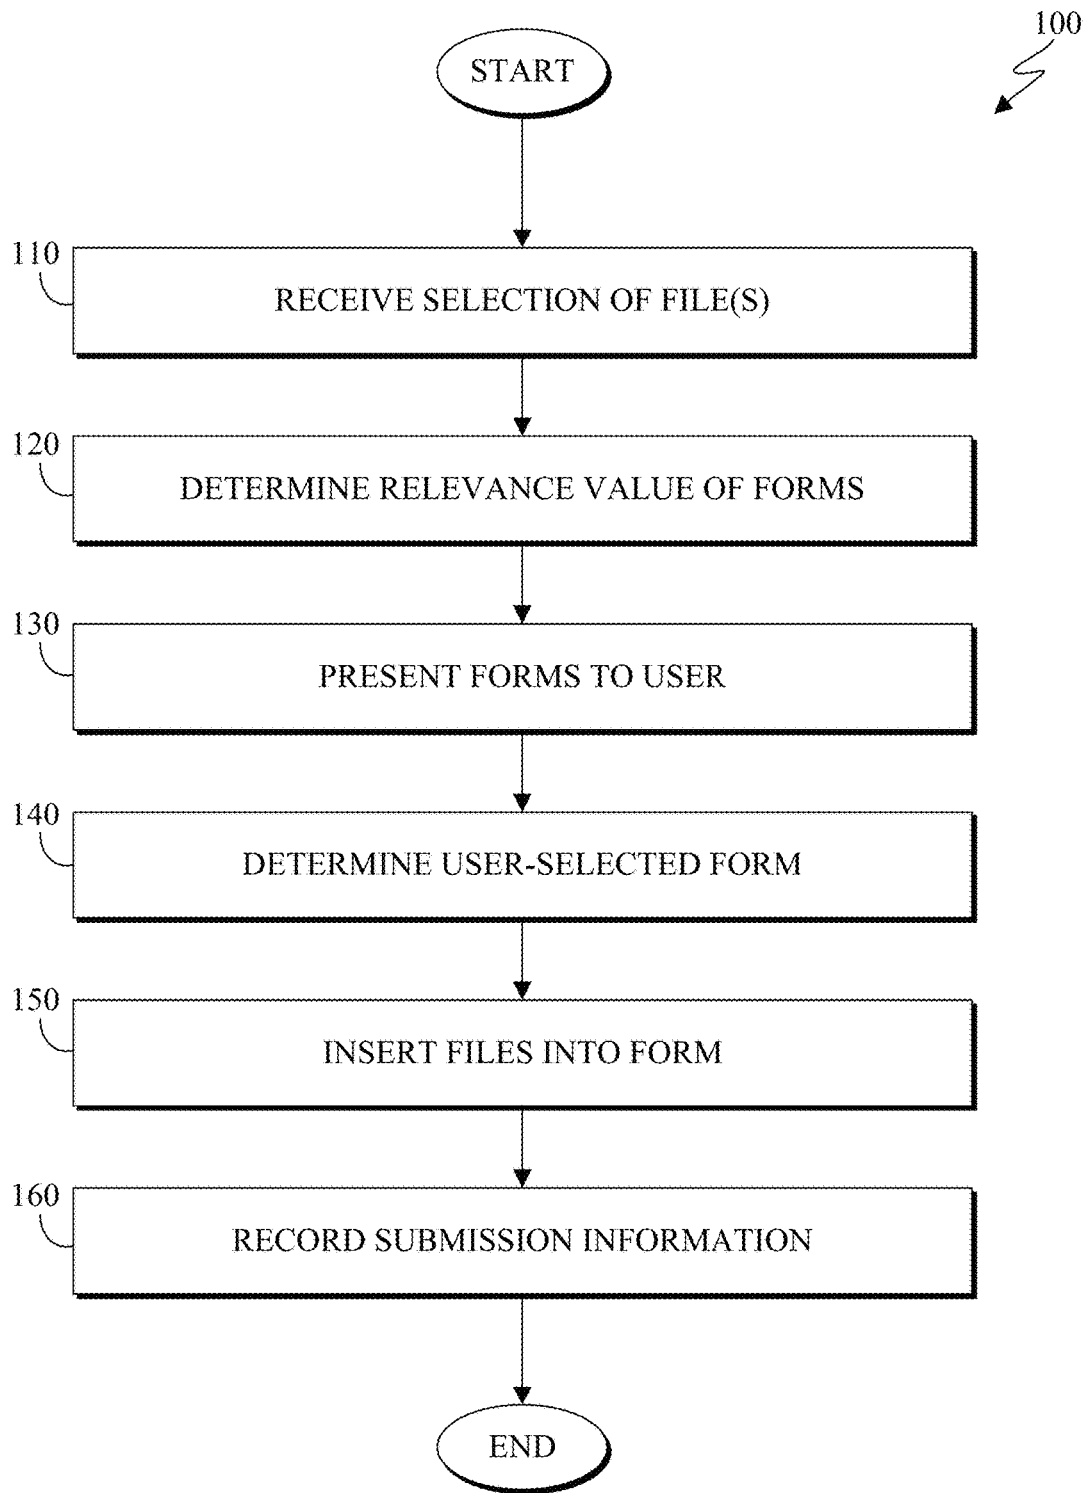 100
START
110
RECEIVE SELECTION OF FILE(S)
120
DETERMINE RELEVANCE VALUE OF FORMS
130
PRESENT FORMS TO USER
140
DETERMINE USER-SELECTED FORM
150
INSERT FILES INTO FORM
160
RECORD SUBMISSION INFORMATION
END